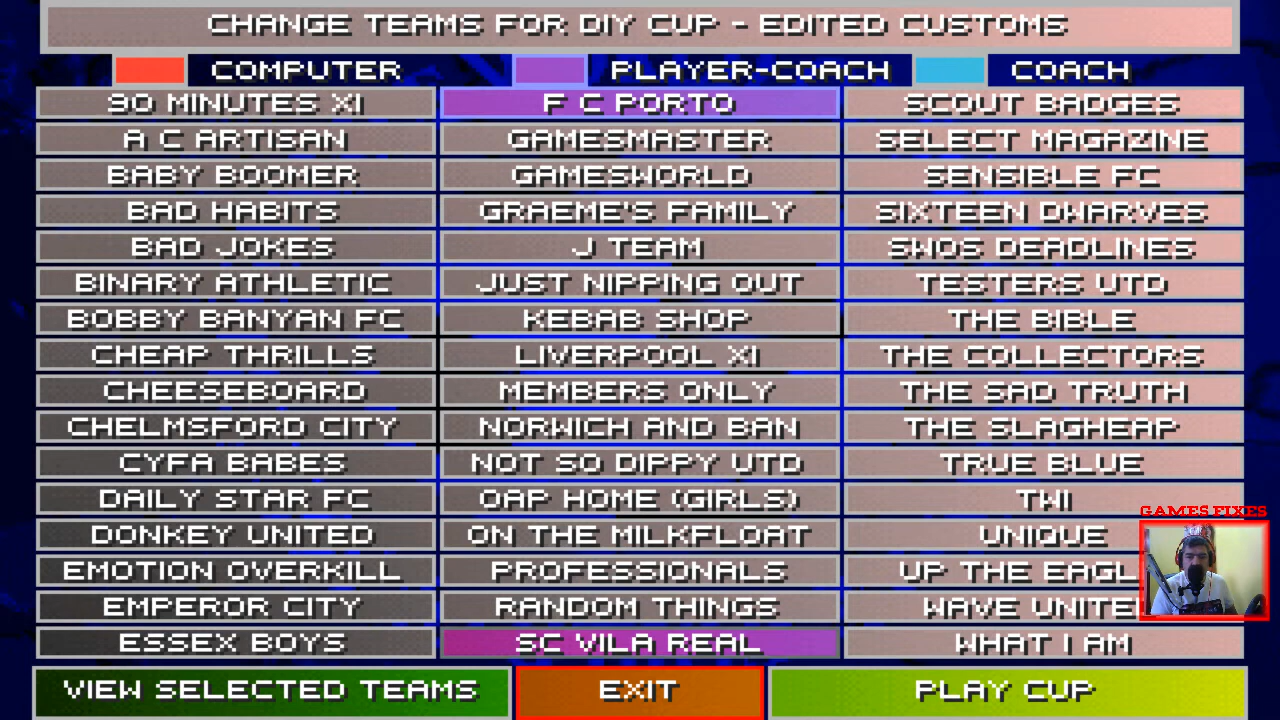 CHANGE TEAMS FOR DIY CUP - EDITED CUSTOMS
COMPUTER PLAYER-COACH COACH
90 MINUTES XI F C PORTO SCOUT BADGES
A C ARTISAN GAMESMASTER SELECT MAGAZINE
BABY BOOMER GAMESWORLD SENSIBLE FC
BAD HABITS GRAEME'S FAMILY SIXTEEN DWARVES
BAD JOKES J TEAM SWOS DEADLINES
BINARY ATHLETIC JUST NIPPING OUT TESTERS UTD
BOBBY BANYAN FC KEBAB SHOP THE BIBLE
CHEAP THRILLS LIVERPOOL XI THE COLLECTORS
CHEESEBOARD MEMBERS ONLY THE SAD TRUTH
CHELMSFORD CITY NORWICH AND BAN THE SLAGHEAP
CYFA BABES NOT SO DIPPY UTD TRUE BLUE
DAILY STAR FC OAP HOME (GIRLS) TWI
GAMES FIXES
DONKEY UNITED ON THE MILKFLOAT UNIQUE
EMOTION OVERKILL PROFESSIONALS UP THE EAGL
EMPEROR CITY RANDOM THINGS WAVE UNITE
ESSEX BOYS SC VILA REAL WHAT I AM
VIEW SELECTED TEAMS EXIT PLAY CUP